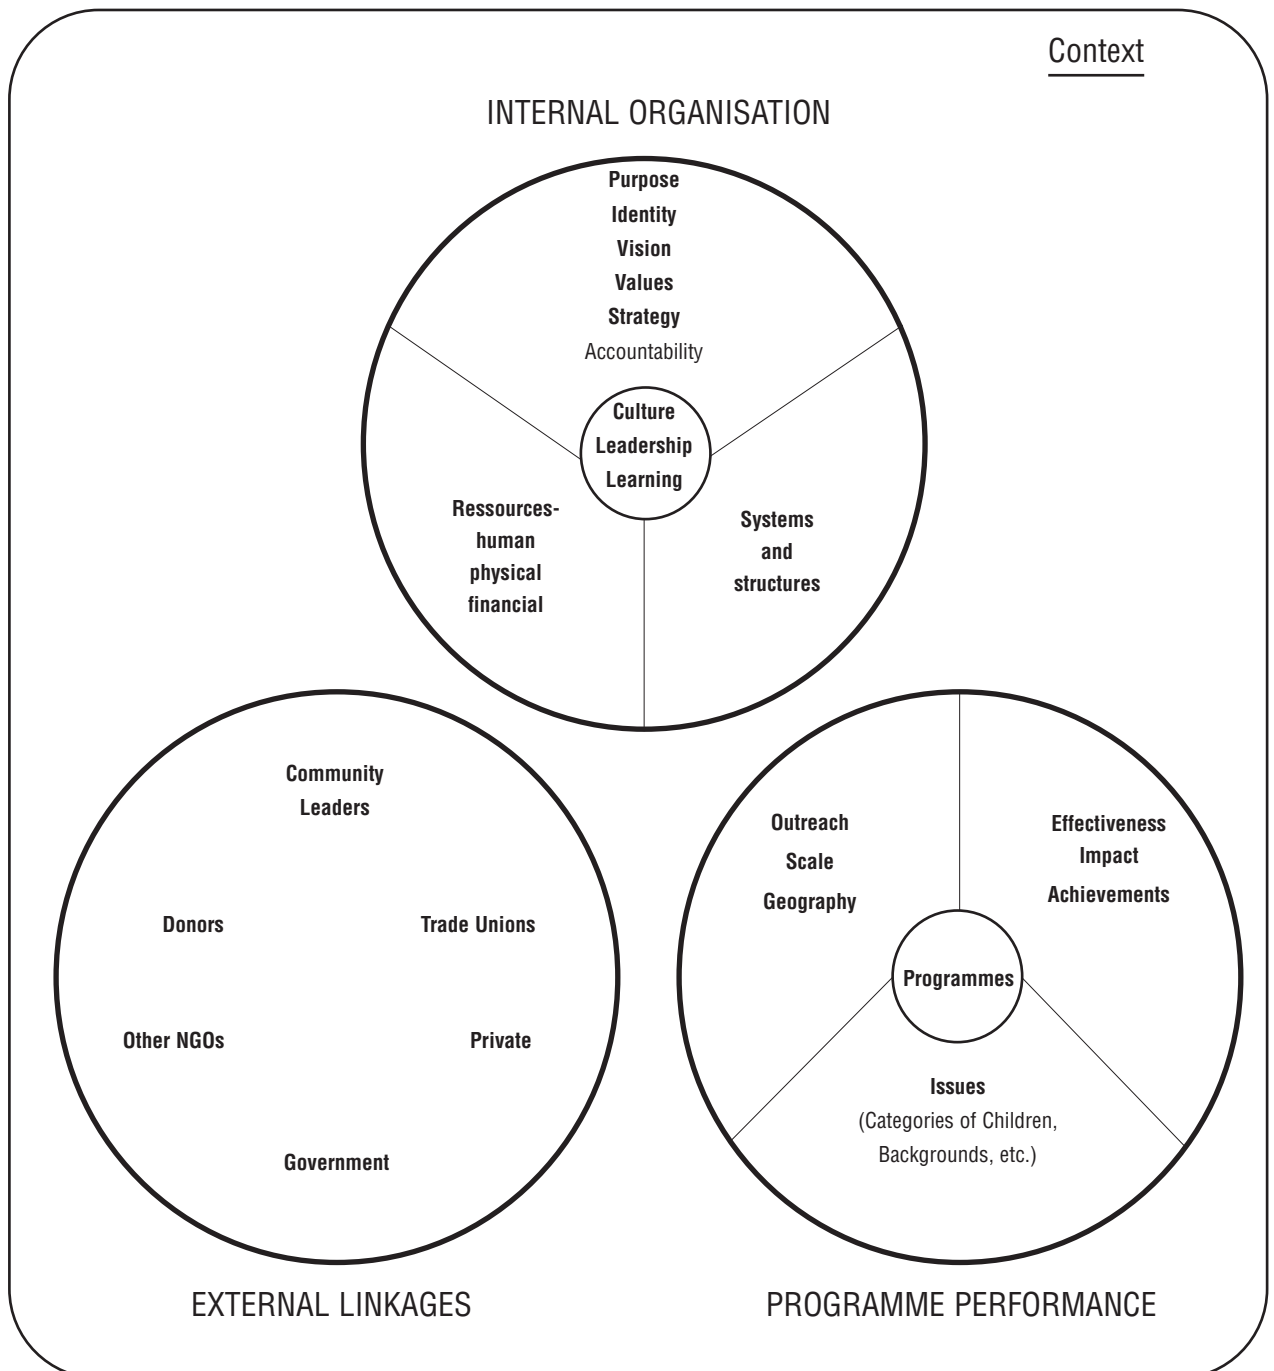 Context
INTERNAL ORGANISATION
Purpose
Identity
Vision
Values
Strategy
Accountability
Culture
Leadership
Learning
Ressources-
human
physical
financial
Systems
and
structures
Community
Leaders
Donors
Trade Unions
Other NGOs
Private
Government
EXTERNAL LINKAGES
Outreach
Scale
Geography
Effectiveness
Impact
Achievements
Programmes
Issues
(Categories of Children,
Backgrounds, etc.)
PROGRAMME PERFORMANCE